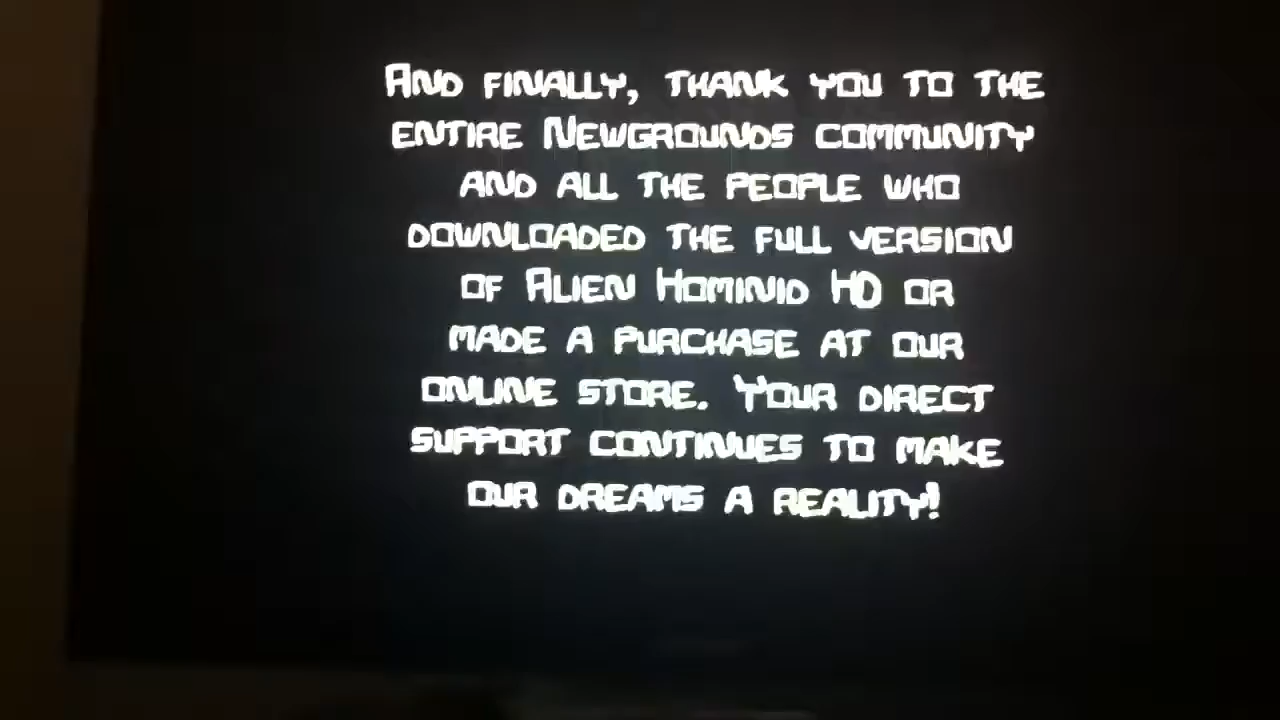 And finally, thank you to the
entire Newgrounds community
and all the people who
downloaded the full version
of Alien Hominid HD or
made a purchase at our
online store. Your direct
support continues to make
our dreams a reality!